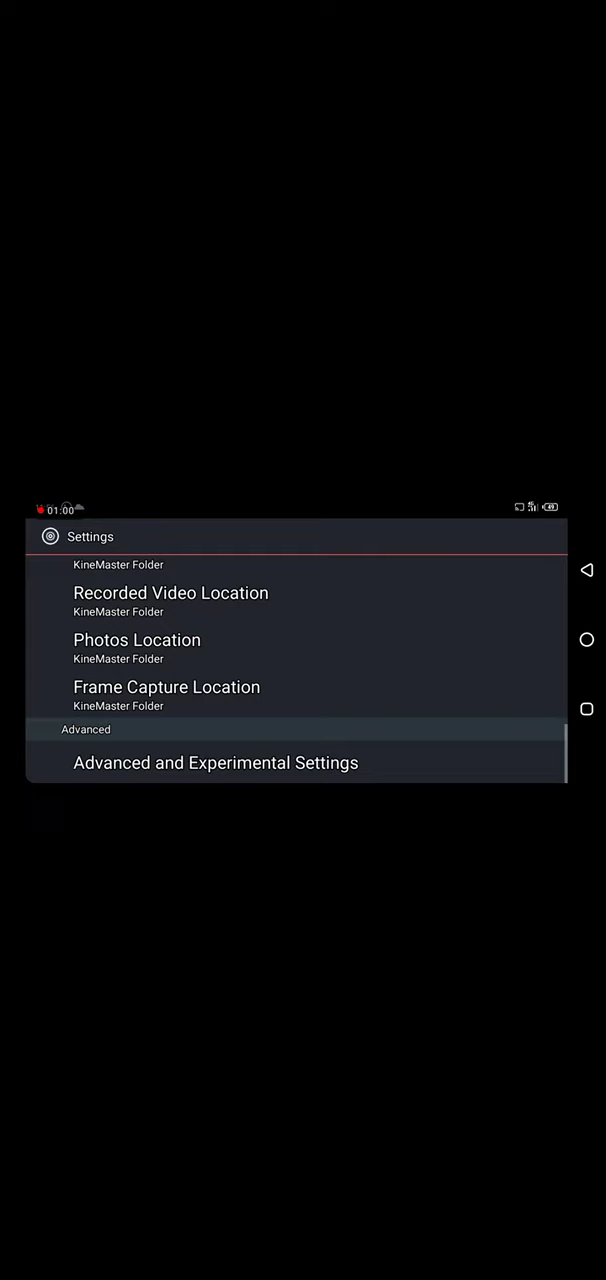 01:00
49
Settings
KineMaster Folder
Recorded Video Location
KineMaster Folder
Photos Location
KineMaster Folder
Frame Capture Location
KineMaster Folder
Advanced
Advanced and Experimental Settings